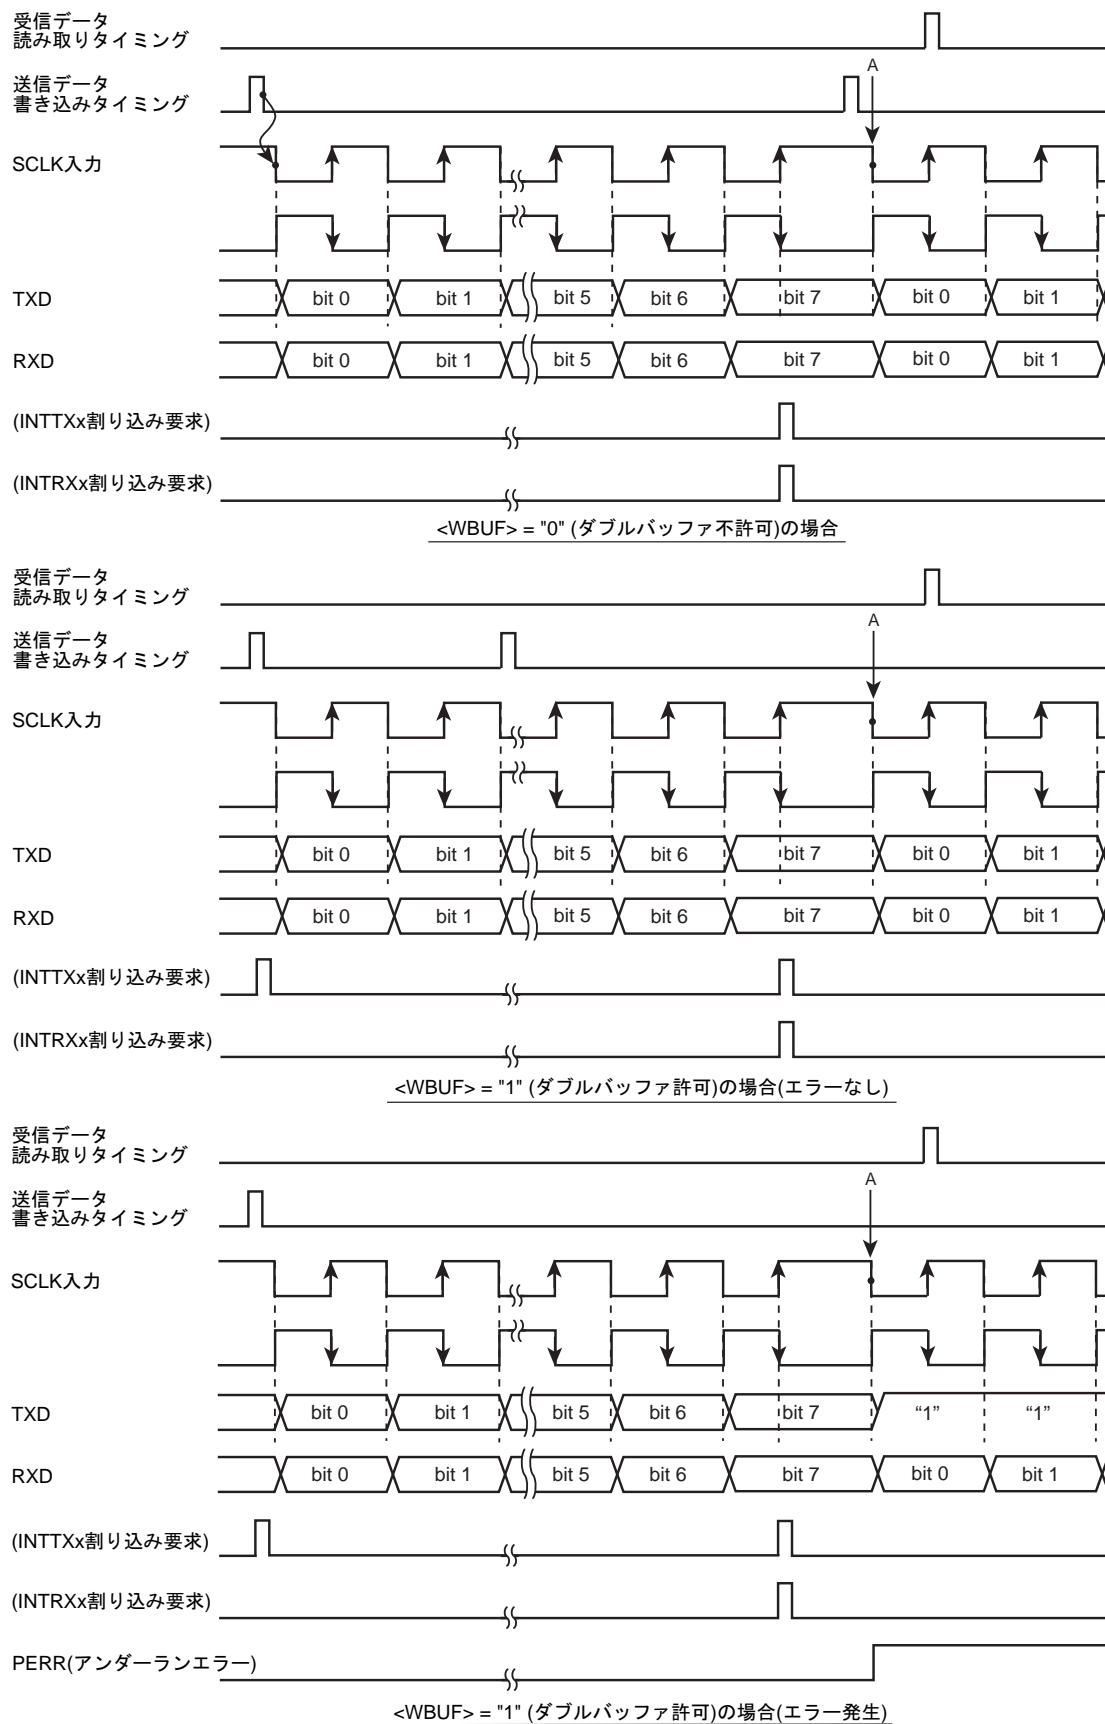 受信データ
読み取りタイミング
送信データ
書き込みタイミング
A
SCLK入力
TXD
bit 0 bit 1 bit 5 bit 6 bit 7 bit 0 bit 1
RXD
bit 0 bit 1 bit 5 bit 6 bit 7 bit 0 bit 1
(INTTXx割り込み要求)
(INTRXx割り込み要求)
<WBUF> = "0" (ダブルバッファ不許可)の場合
受信データ
読み取りタイミング
送信データ
書き込みタイミング
A
SCLK入力
TXD
bit 0 bit 1 bit 5 bit 6 bit 7 bit 0 bit 1
RXD
bit 0 bit 1 bit 5 bit 6 bit 7 bit 0 bit 1
(INTTXx割り込み要求)
(INTRXx割り込み要求)
<WBUF> = "1" (ダブルバッファ許可)の場合(エラーなし)
受信データ
読み取りタイミング
送信データ
書き込みタイミング
A
SCLK入力
TXD
bit 0 bit 1 bit 5 bit 6 bit 7 “1” “1”
RXD
bit 0 bit 1 bit 5 bit 6 bit 7 bit 0 bit 1
(INTTXx割り込み要求)
(INTRXx割り込み要求)
PERR(アンダーランエラー)
<WBUF> = "1" (ダブルバッファ許可)の場合(エラー発生)